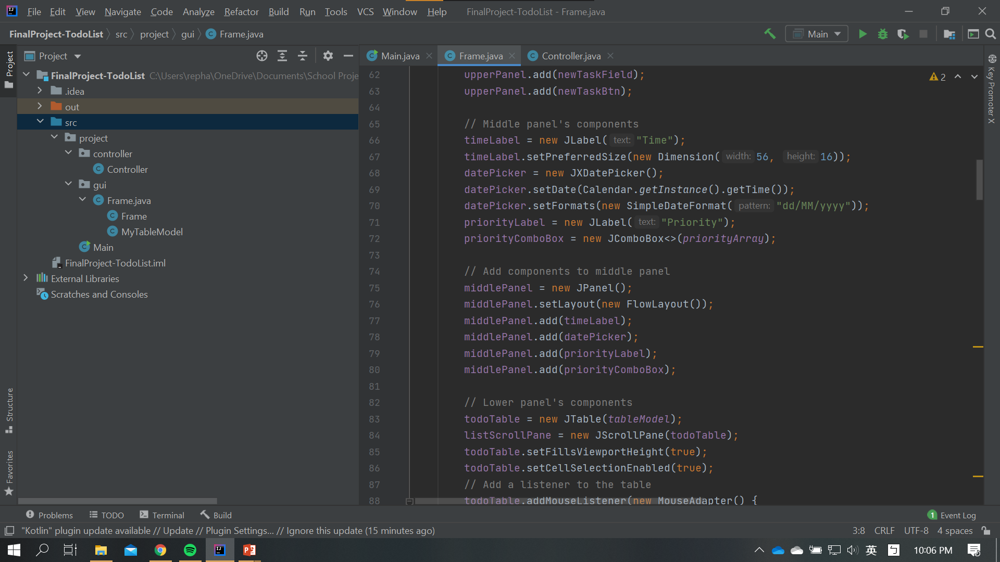 File Edit View Navigate Code Analyze Refactor Build Run Tools VCS Window Help FinalProject-TodoList - Frame.java
FinalProject-TodoList src project gui Frame.java Main
Project
Project
Main.java Frame.java Controller.java
FinalProject-TodoList C:\Users\repha\OneDrive\Documents\School Proje
.idea
out
src
project
controller
Controller
gui
Frame.java
Frame
MyTableModel
Main
FinalProject-TodoList.iml
External Libraries
Scratches and Consoles
Structure
Favorites
62 upperPanel.add(newTaskField);
63 upperPanel.add(newTaskBtn);
64
65 // Middle panel's components
66 timeLabel = new JLabel( text: "Time");
67 timeLabel.setPreferredSize(new Dimension( width: 56, height: 16));
68 datePicker = new JXDatePicker();
69 datePicker.setDate(Calendar.getInstance().getTime());
70 datePicker.setFormats(new SimpleDateFormat( pattern: "dd/MM/yyyy"));
71 priorityLabel = new JLabel( text: "Priority");
72 priorityComboBox = new JComboBox<>(priorityArray);
73
74 // Add components to middle panel
75 middlePanel = new JPanel();
76 middlePanel.setLayout(new FlowLayout());
77 middlePanel.add(timeLabel);
78 middlePanel.add(datePicker);
79 middlePanel.add(priorityLabel);
80 middlePanel.add(priorityComboBox);
81
82 // Lower panel's components
83 todoTable = new JTable(tableModel);
84 listScrollPane = new JScrollPane(todoTable);
85 todoTable.setFillsViewportHeight(true);
86 todoTable.setCellSelectionEnabled(true);
87 // Add a listener to the table
88 todoTable.addMouseListener(new MouseAdapter() {
2
Key Promoter X
Problems TODO Terminal Build 1 Event Log
"Kotlin" plugin update available // Update // Plugin Settings... // Ignore this update (15 minutes ago) 3:8 CRLF UTF-8 4 spaces
英 ㄅ 10:06 PM